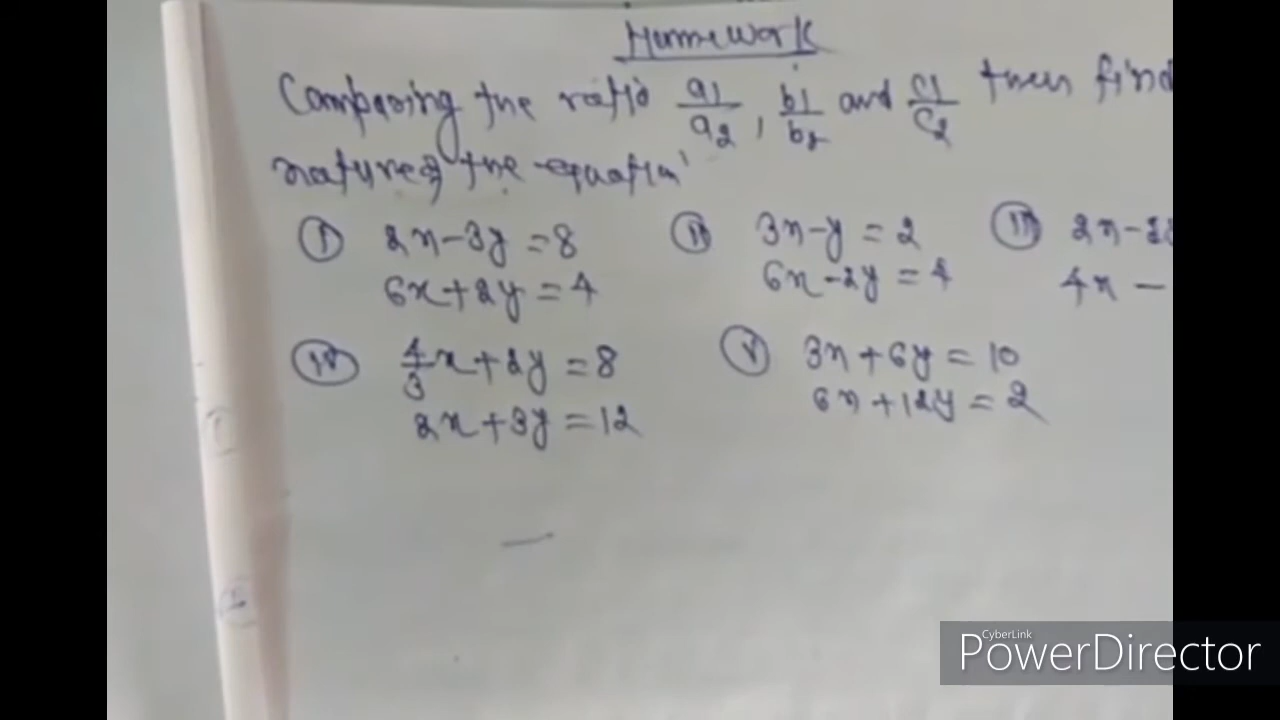 Homework
Comparing the ratio a1/a2, b1/b2 and c1/c2 then find
nature of the equation
(i) 2x-3y=8 (ii) 3x-y=2 (iii) 2x-
6x+2y=4 6x-2y=4 4x-
(iv) 4/3x+2y=8 (v) 3x+6y=10
2x+3y=12 6x+12y=2
CyberLink
PowerDirector